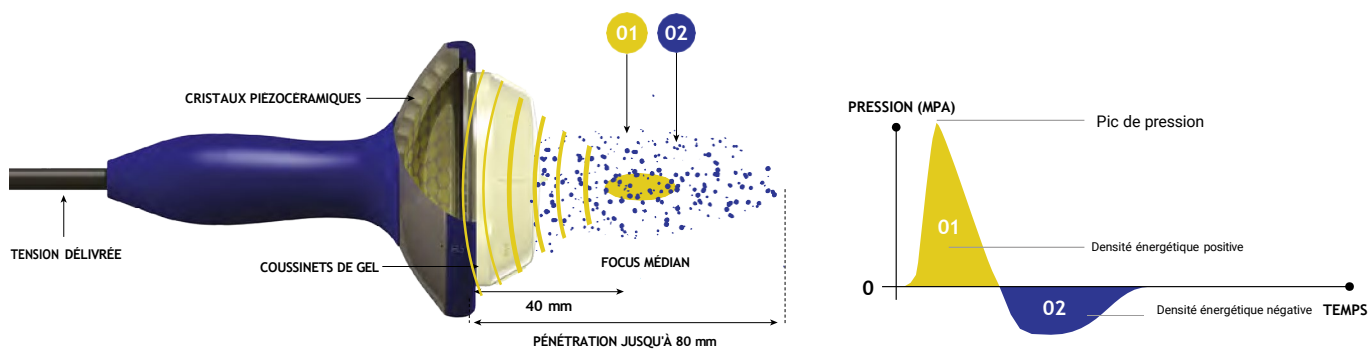 01
02
CRISTAUX PIÉZOCÉRAMIQUES
TENSION DÉLIVRÉE
COUSSINETS DE GEL
FOCUS MÉDIAN
40 mm
PÉNÉTRATION JUSQU'À 80 mm
PRESSION (MPA)
Pic de pression
01
Densité énergétique positive
0
02
Densité énergétique négative
TEMPS